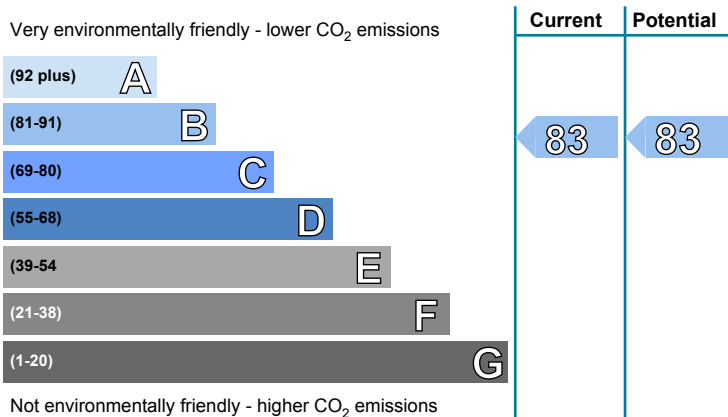 Current Potential
Very environmentally friendly - lower CO2 emissions
(92 plus) A
(81-91) B 83 83
(69-80) C
(55-68) D
(39-54 E
(21-38) F
(1-20) G
Not environmentally friendly - higher CO2 emissions